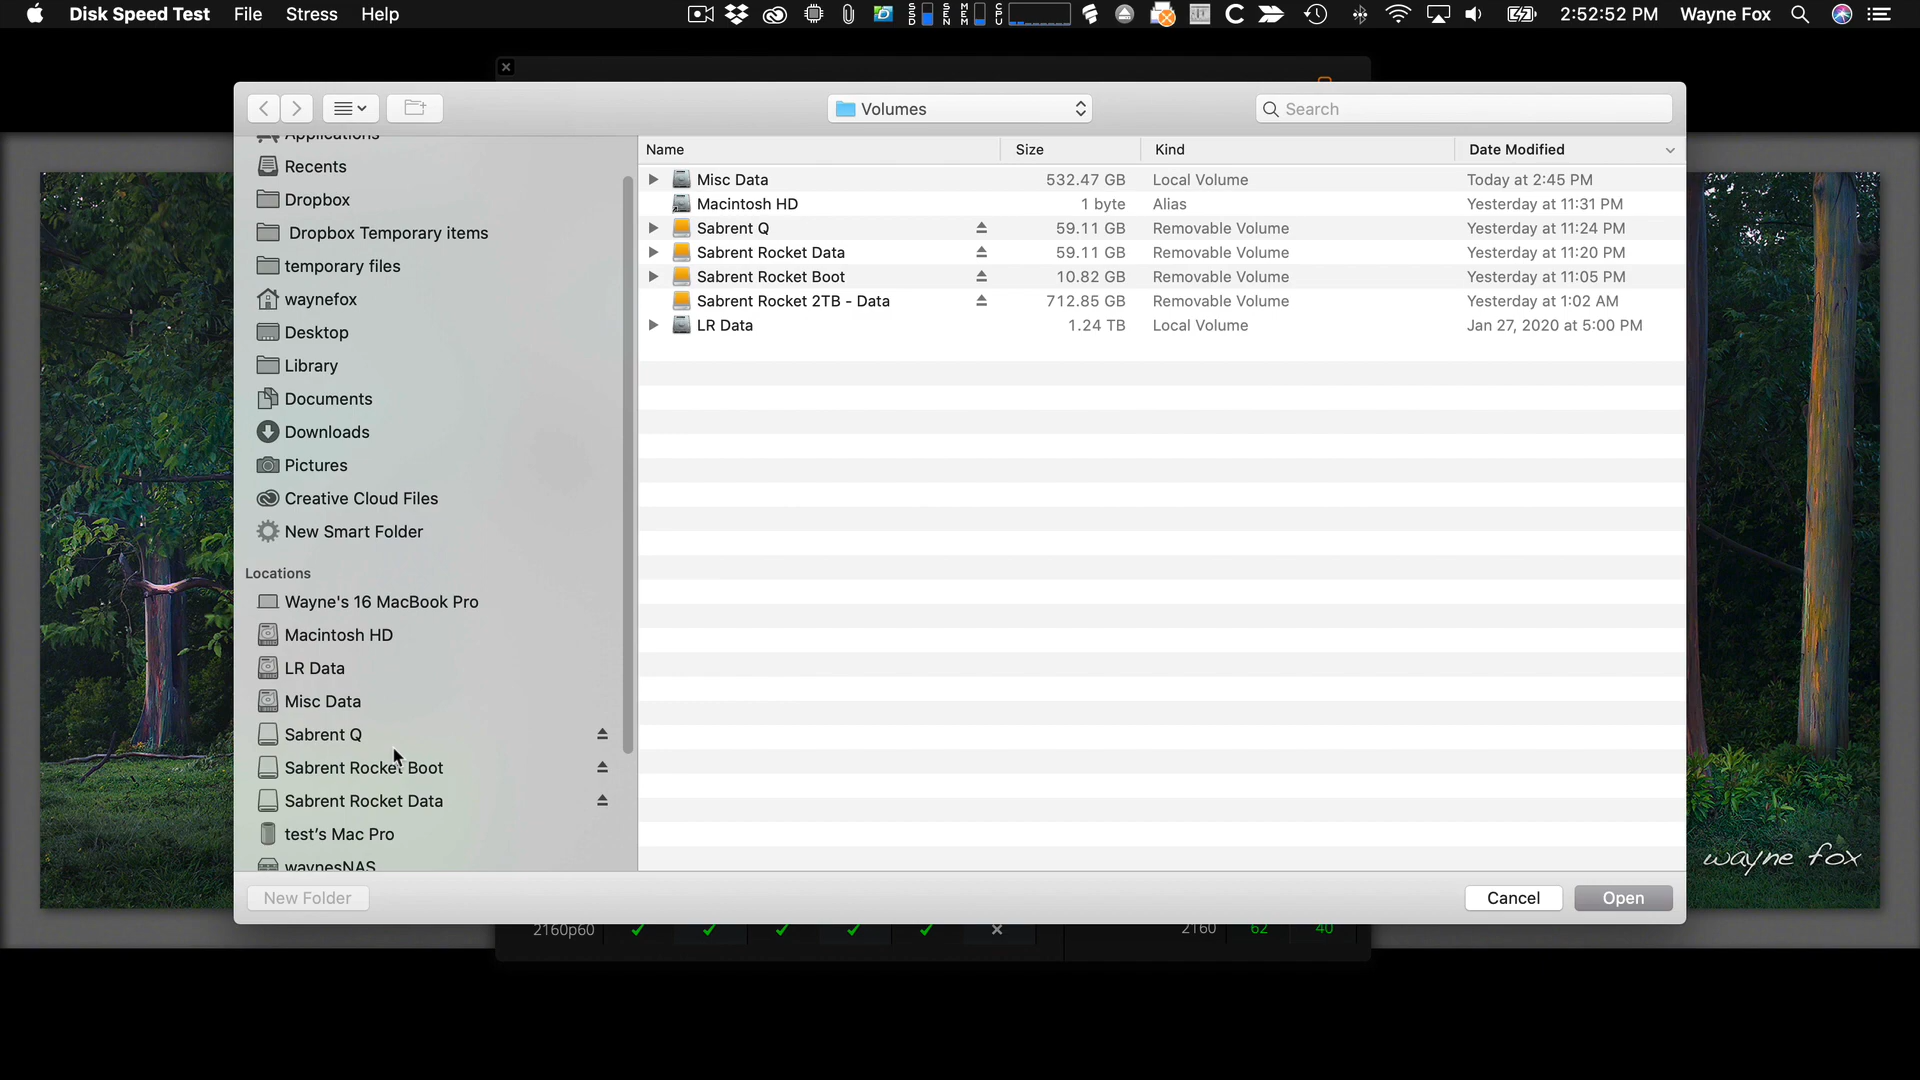 Disk Speed Test File Stress Help 2:52:52 PM Wayne Fox
Volumes
Search
Applications
Recents
Dropbox
Dropbox Temporary items
temporary files
waynefox
Desktop
Library
Documents
Downloads
Pictures
Creative Cloud Files
New Smart Folder
Locations
Wayne's 16 MacBook Pro
Macintosh HD
LR Data
Misc Data
Sabrent Q
Sabrent Rocket Boot
Sabrent Rocket Data
test's Mac Pro
waynesNAS
Name Size Kind Date Modified
Misc Data 532.47 GB Local Volume Today at 2:45 PM
Macintosh HD 1 byte Alias Yesterday at 11:31 PM
Sabrent Q 59.11 GB Removable Volume Yesterday at 11:24 PM
Sabrent Rocket Data 59.11 GB Removable Volume Yesterday at 11:20 PM
Sabrent Rocket Boot 10.82 GB Removable Volume Yesterday at 11:05 PM
Sabrent Rocket 2TB - Data 712.85 GB Removable Volume Yesterday at 1:02 AM
LR Data 1.24 TB Local Volume Jan 27, 2020 at 5:00 PM
New Folder Cancel Open
2160p60 2160 62 40
wayne fox